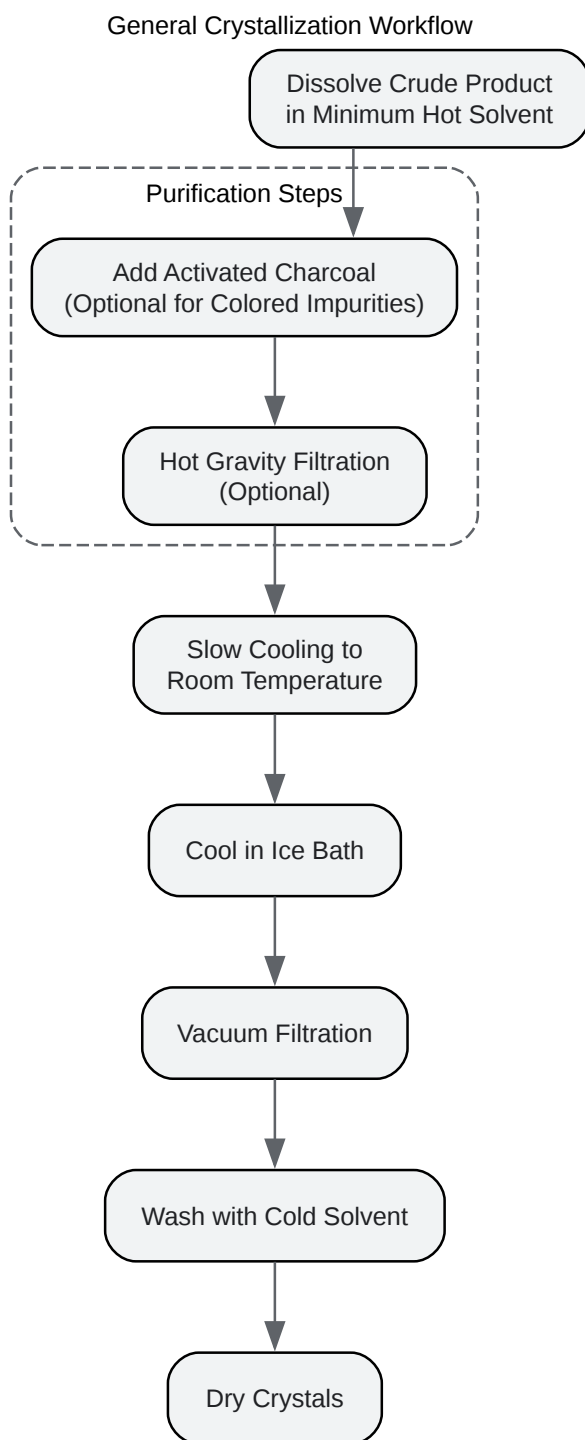 General Crystallization Workflow
Dissolve Crude Product
in Minimum Hot Solvent
Purification Steps
Add Activated Charcoal
(Optional for Colored Impurities)
Hot Gravity Filtration
(Optional)
Slow Cooling to
Room Temperature
Cool in Ice Bath
Vacuum Filtration
Wash with Cold Solvent
Dry Crystals